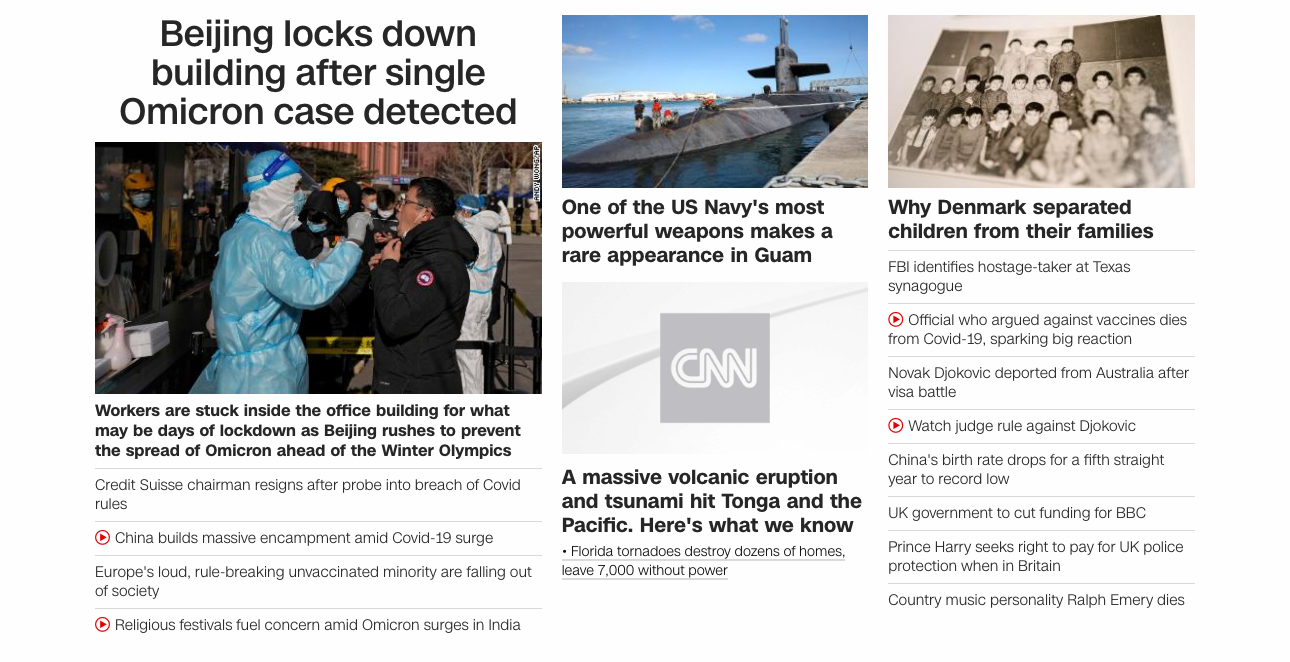 Beijing locks down
building after single
Omicron case detected
Workers are stuck inside the office building for what
may be days of lockdown as Beijing rushes to prevent
the spread of Omicron ahead of the Winter Olympics
Credit Suisse chairman resigns after probe into breach of Covid
rules
China builds massive encampment amid Covid-19 surge
Europe's loud, rule-breaking unvaccinated minority are falling out
of society
Religious festivals fuel concern amid Omicron surges in India
One of the US Navy's most
powerful weapons makes a
rare appearance in Guam
CNN
A massive volcanic eruption
and tsunami hit Tonga and the
Pacific. Here's what we know
• Florida tornadoes destroy dozens of homes,
leave 7,000 without power
Why Denmark separated
children from their families
FBI identifies hostage-taker at Texas
synagogue
Official who argued against vaccines dies
from Covid-19, sparking big reaction
Novak Djokovic deported from Australia after
visa battle
Watch judge rule against Djokovic
China's birth rate drops for a fifth straight
year to record low
UK government to cut funding for BBC
Prince Harry seeks right to pay for UK police
protection when in Britain
Country music personality Ralph Emery dies